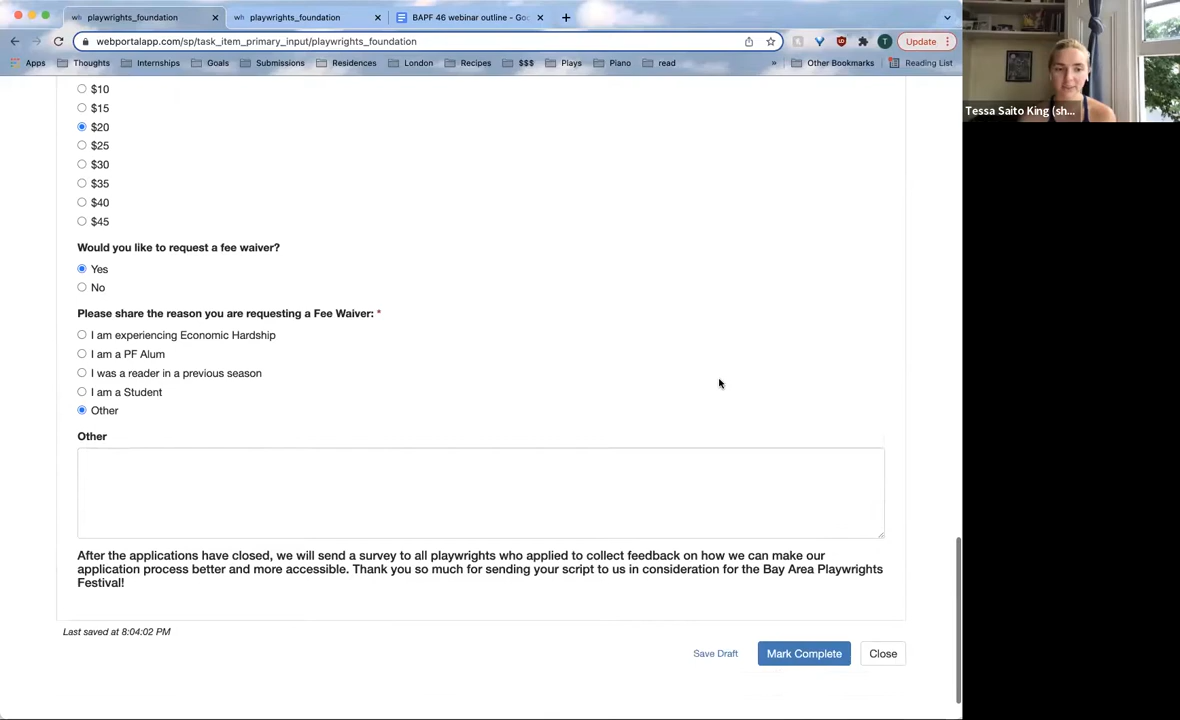 playwrights_foundation
playwrights_foundation
BAPF 46 webinar outline - Goo
webportalapp.com/sp/task_item_primary_input/playwrights_foundation
T
Update
Apps
Thoughts
Internships
Goals
Submissions
Residences
London
Recipes
$$$
Plays
Piano
read
»
Other Bookmarks
Reading List
Tessa Saito King (sh...
$10
$15
$20
$25
$30
$35
$40
$45
Would you like to request a fee waiver?
Yes
No
Please share the reason you are requesting a Fee Waiver: *
I am experiencing Economic Hardship
I am a PF Alum
I was a reader in a previous season
I am a Student
Other
Other
After the applications have closed, we will send a survey to all playwrights who applied to collect feedback on how we can make our
application process better and more accessible. Thank you so much for sending your script to us in consideration for the Bay Area Playwrights
Festival!
Last saved at 8:04:02 PM
Save Draft
Mark Complete
Close